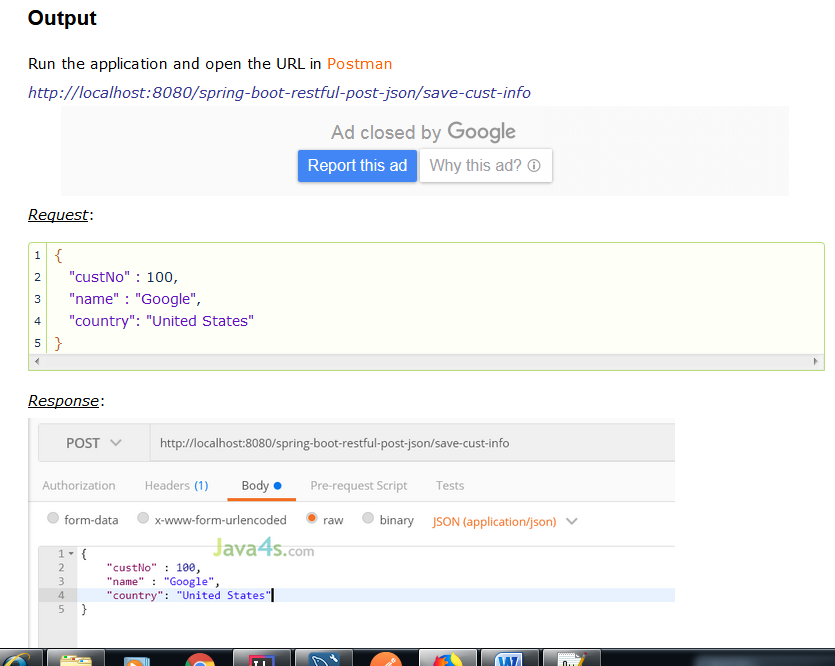 Output
Run the application and open the URL in Postman
http://localhost:8080/spring-boot-restful-post-json/save-cust-info
Ad closed by Google
Report this ad Why this ad?
Request:
1 {
2 "custNo" : 100,
3 "name" : "Google",
4 "country": "United States"
5 }
Response:
POST http://localhost:8080/spring-boot-restful-post-json/save-cust-info
Authorization Headers (1) Body Pre-request Script Tests
form-data x-www-form-urlencoded raw binary JSON (application/json)
Java4s.com
1 {
2 "custNo" : 100,
3 "name" : "Google",
4 "country": "United States"
5 }